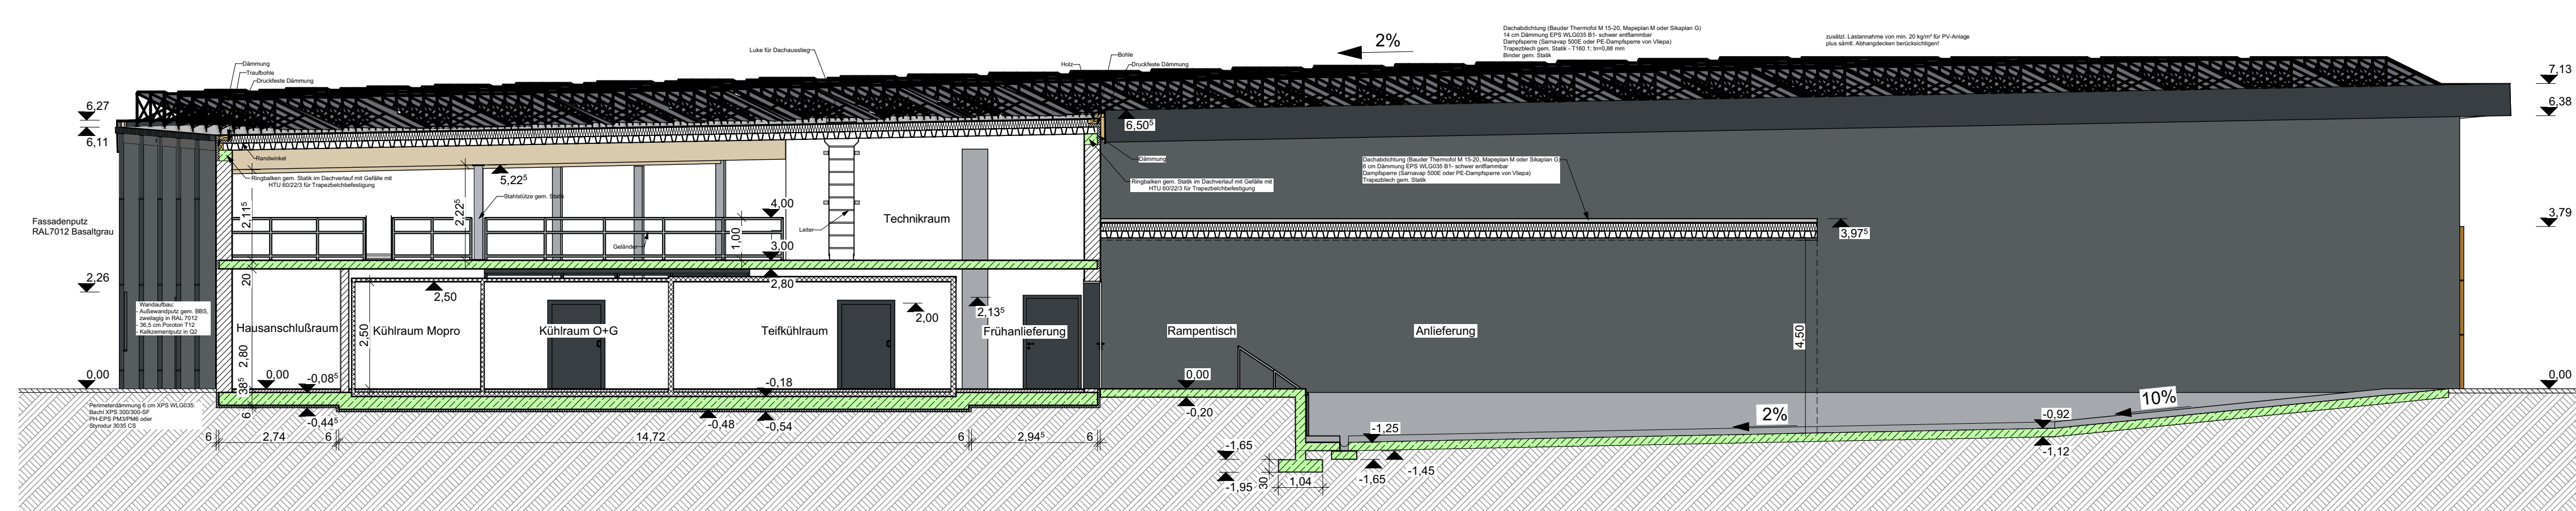 2%
Dachabdichtung (Bauder Thermofol M 15-20, Mapeplan M oder Sikaplan G)
14 cm Dämmung EPS WLG035 B1- schwer entflammbar
Dampfsperre (Sarnavap 500E oder PE-Dampfsperre von Vliepa)
Trapezblech gem. Statik - T160.1; tn=0,88 mm
Binder gem. Statik
zusätzl. Lastannahme von min. 20 kg/m² für PV-Anlage
plus sämtl. Abhangdecken berücksichtigen!
Luke für Dachausstieg
Bohle
Holz
Druckfeste Dämmung
Dämmung
Traufbohle
Druckfeste Dämmung
7,13
6,38
6,27
6,11
6,50⁵
Randwinkel
Dämmung
Ringbalken gem. Statik im Dachverlauf mit Gefälle mit
HTU 60/22/3 für Trapezbelchbefestigung
5,22⁵
Stahlstütze gem. Statik
Ringbalken gem. Statik im Dachverlauf mit Gefälle mit
HTU 60/22/3 für Trapezbelchbefestigung
Dachabdichtung (Bauder Thermofol M 15-20, Mapeplan M oder Sikaplan G)
6 cm Dämmung EPS WLG035 B1- schwer entflammbar
Dampfsperre (Sarnavap 500E oder PE-Dampfsperre von Vliepa)
Trapezblech gem. Statik
Fassadenputz
RAL7012 Basaltgrau
2,11⁵
2,22⁵
4,00
1,00
Geländer
Leiter
Technikraum
3,00
3,97⁵
3,79
2,26
20
2,50
2,80
2,00
2,13⁵
Wandaufbau:
- Außewandputz gem. BBS,
zweilagig in RAL 7012
- 36,5 cm Poroton T12
- Kalkzementputz in Q2
Hausanschlußraum
Kühlraum Mopro
Kühlraum O+G
Teifkühlraum
Frühanlieferung
Rampentisch
Anlieferung
2,50
2,80
4,50
0,00
0,00
-0,08⁵
-0,18
0,00
0,00
38⁵
6
-0,20
10%
2%
-0,92
-1,12
Perimeterdämmung 6 cm XPS WLG035:
Bachl XPS 300/300-SF
PH-EPS PM3/PM6 oder
Styrodur 3035 CS
-0,44⁵
-0,48
-0,54
-1,25
-1,45
6
2,74
6
14,72
6
2,94⁵
6
-1,65
-1,95
30
1,04
-1,65